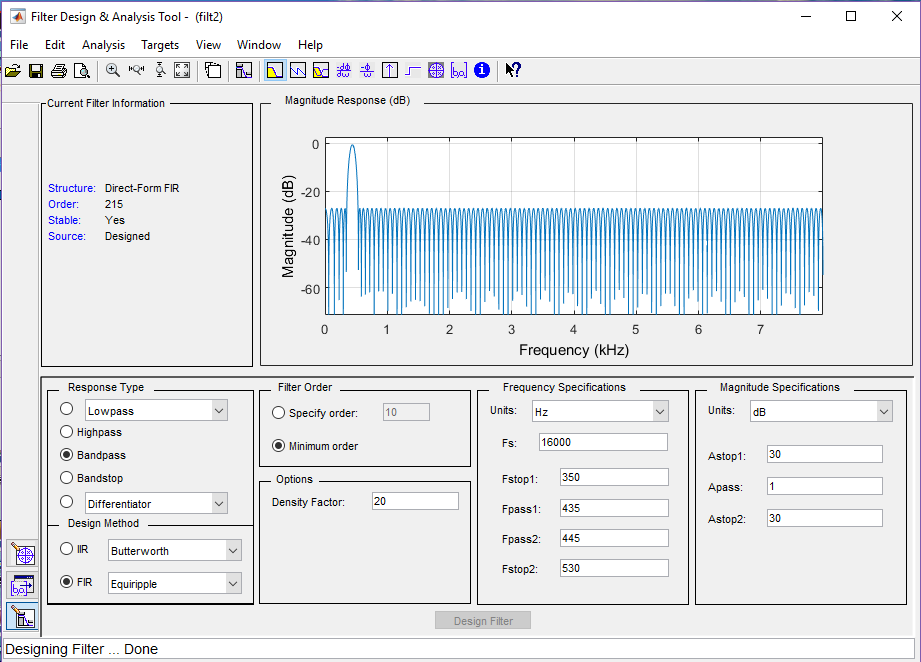 Filter Design & Analysis Tool - (filt2)
File Edit Analysis Targets View Window Help
Current Filter Information
Structure: Direct-Form FIR
Order: 215
Stable: Yes
Source: Designed
Magnitude Response (dB)
Magnitude (dB)
0
-20
-40
-60
0 1 2 3 4 5 6 7
Frequency (kHz)
Response Type
Lowpass
Highpass
Bandpass
Bandstop
Differentiator
Design Method
IIR Butterworth
FIR Equiripple
Filter Order
Specify order: 10
Minimum order
Options
Density Factor: 20
Frequency Specifications
Units: Hz
Fs: 16000
Fstop1: 350
Fpass1: 435
Fpass2: 445
Fstop2: 530
Magnitude Specifications
Units: dB
Astop1: 30
Apass: 1
Astop2: 30
Design Filter
Designing Filter ... Done